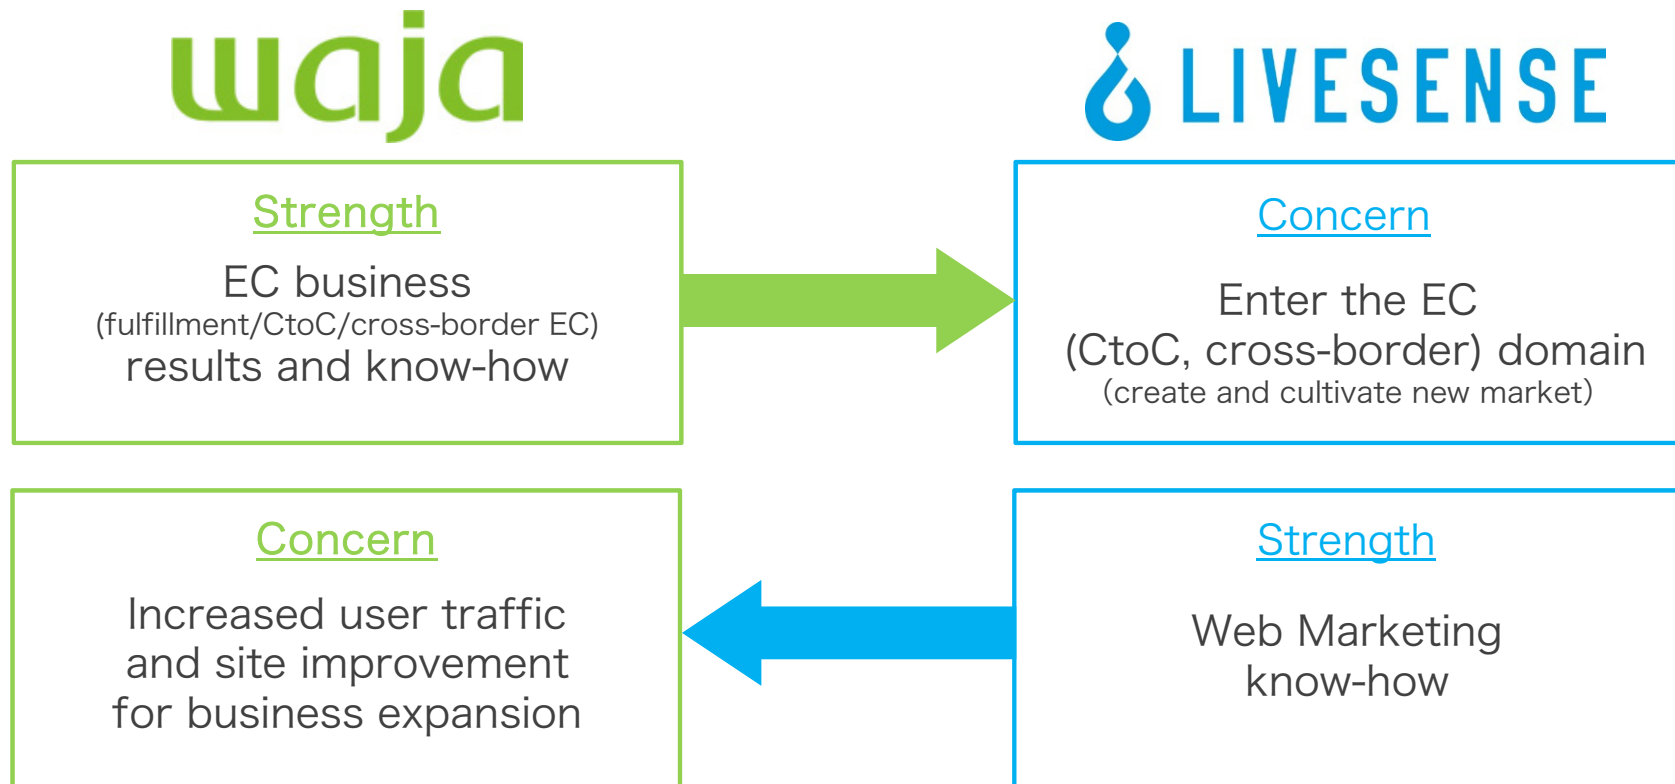 waja
LIVESENSE
Strength
EC business
(fulfillment/CtoC/cross-border EC)
results and know-how
Concern
Enter the EC
(CtoC, cross-border) domain
(create and cultivate new market)
Concern
Increased user traffic
and site improvement
for business expansion
Strength
Web Marketing
know-how